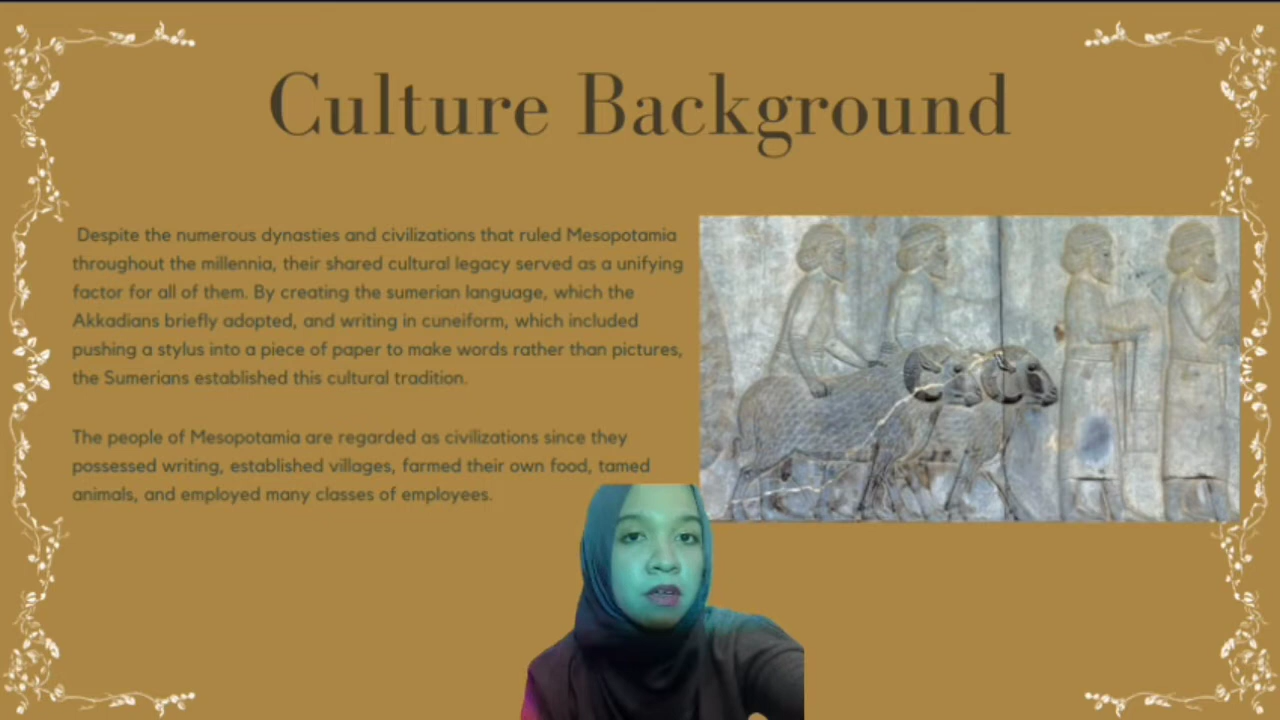 Culture Background
Despite the numerous dynasties and civilizations that ruled Mesopotamia
throughout the millennia, their shared cultural legacy served as a unifying
factor for all of them. By creating the sumerian language, which the
Akkadians briefly adopted, and writing in cuneiform, which included
pushing a stylus into a piece of paper to make words rather than pictures,
the Sumerians established this cultural tradition.
The people of Mesopotamia are regarded as civilizations since they
possessed writing, established villages, farmed their own food, tamed
animals, and employed many classes of employees.